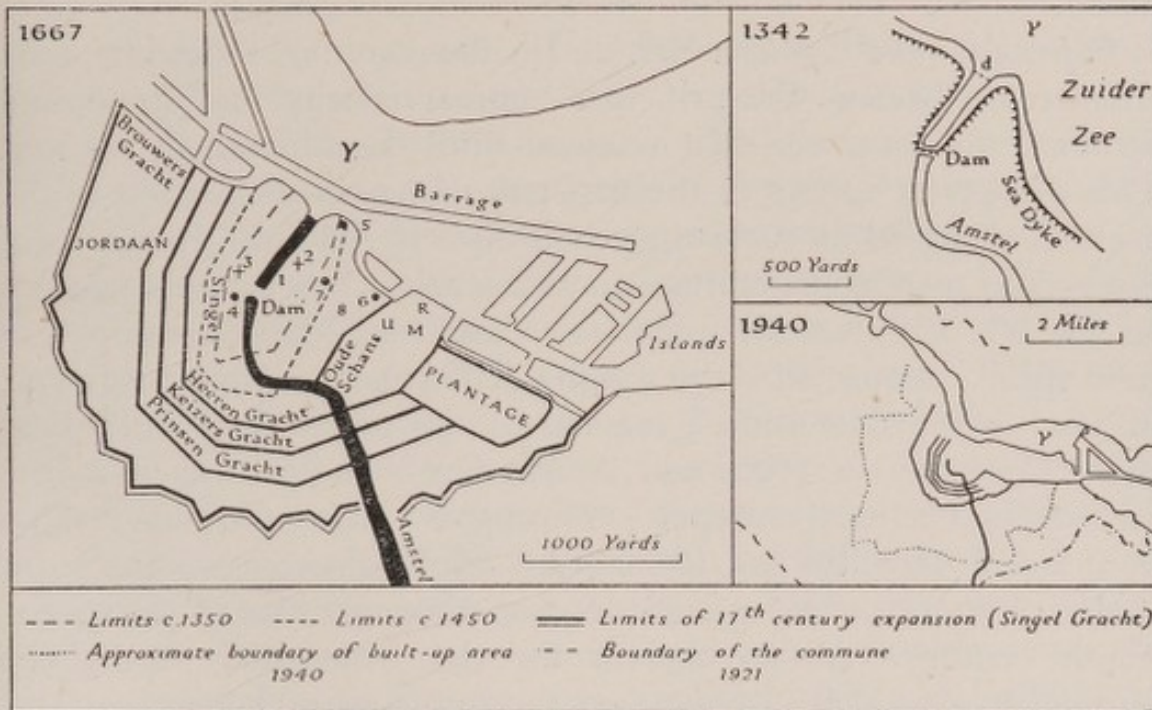 1667
Brouwers
Gracht
Y
Barrage
JORDAAN
3
2
5
1
Singel
4
Dam
7
8
6
U
R
M
Oude
Schans
Islands
PLANTAGE
Heeren Gracht
Keizers Gracht
Prinsen Gracht
Amstel
1000 Yards
1342
Y
d
Zuider
Zee
Dam
Sea Dyke
Amstel
500 Yards
1940
2 Miles
Y
Limits c.1350
Limits c 1450
Limits of 17th century expansion (Singel Gracht)
Approximate boundary of built-up area
1940
Boundary of the commune
1921